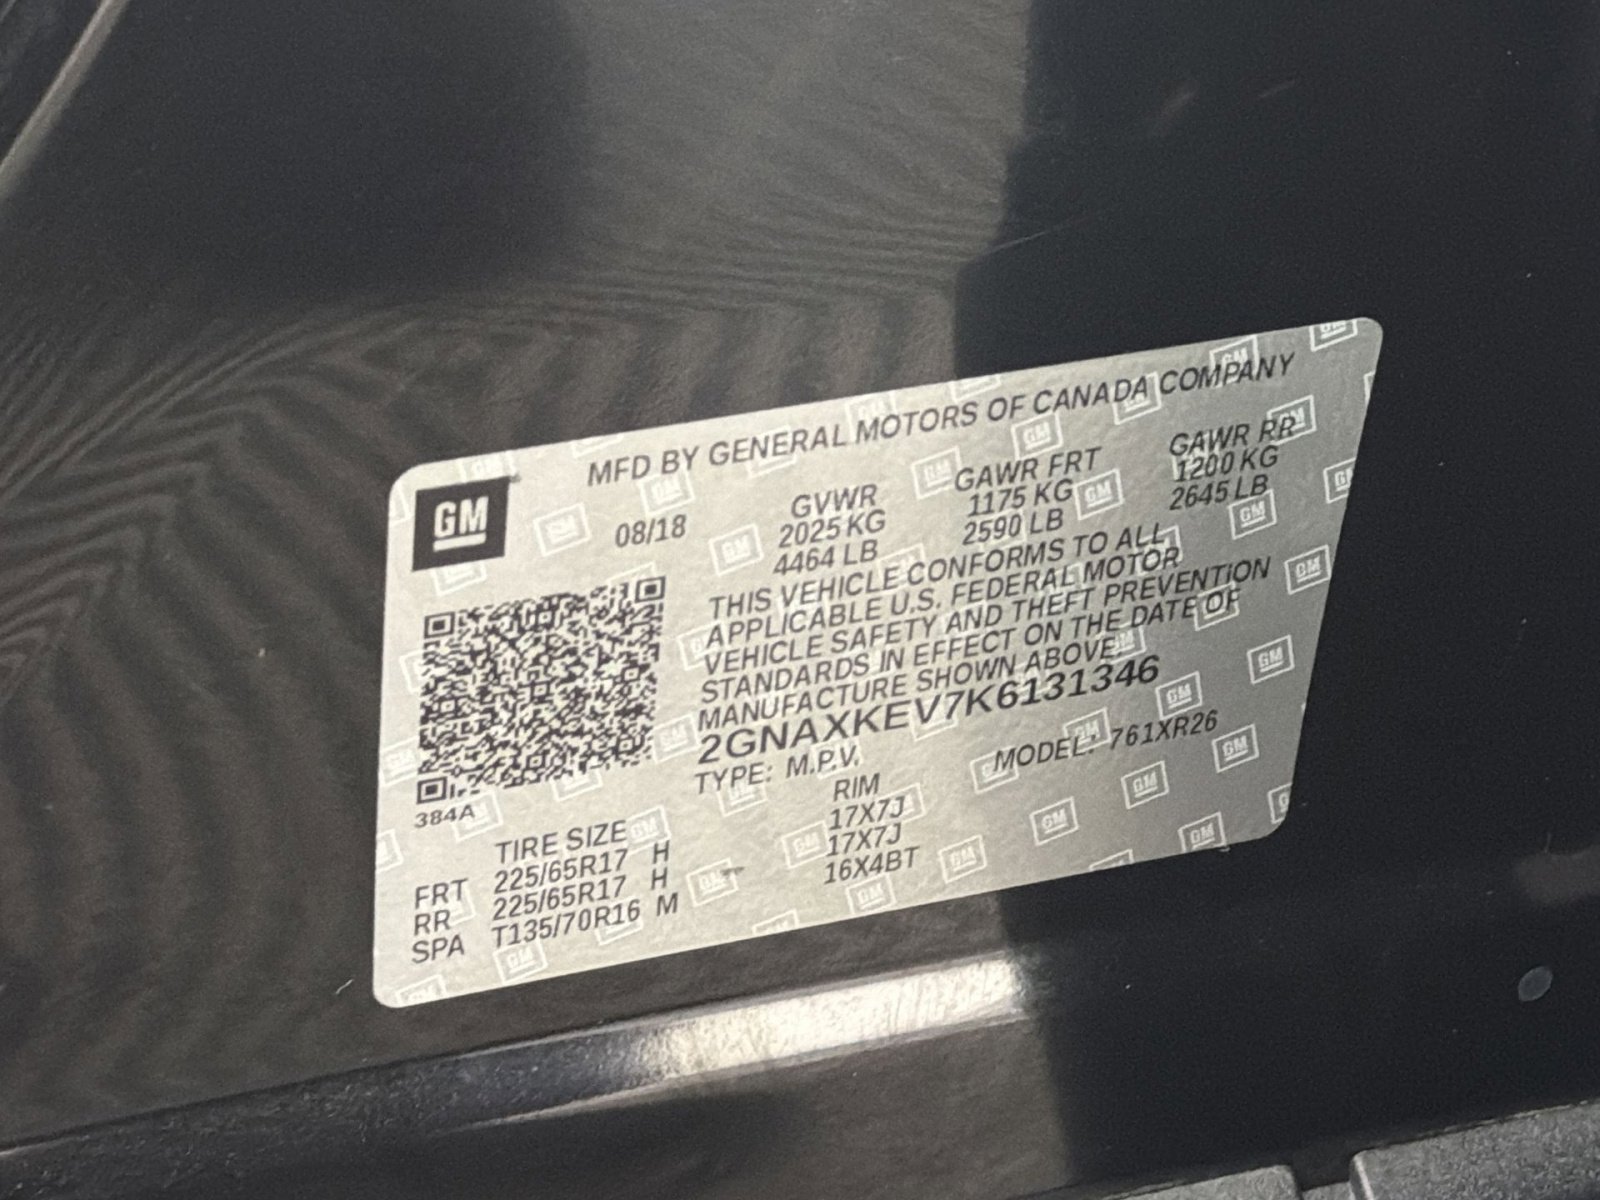 MFD BY GENERAL MOTORS OF CANADA COMPANY
GM
08/18
GVWR GAWR FRT GAWR RR
2025 KG 1175 KG 1200 KG
4464 LB 2590 LB 2645 LB
THIS VEHICLE CONFORMS TO ALL
APPLICABLE U.S. FEDERAL MOTOR
VEHICLE SAFETY AND THEFT PREVENTION
STANDARDS IN EFFECT ON THE DATE OF
MANUFACTURE SHOWN ABOVE.
2GNAXKEV7K6131346
TYPE: M.P.V. MODEL: 761XR26
384A
TIRE SIZE RIM
FRT 225/65R17 H 17X7J
RR 225/65R17 H 17X7J
SPA T135/70R16 M 16X4BT